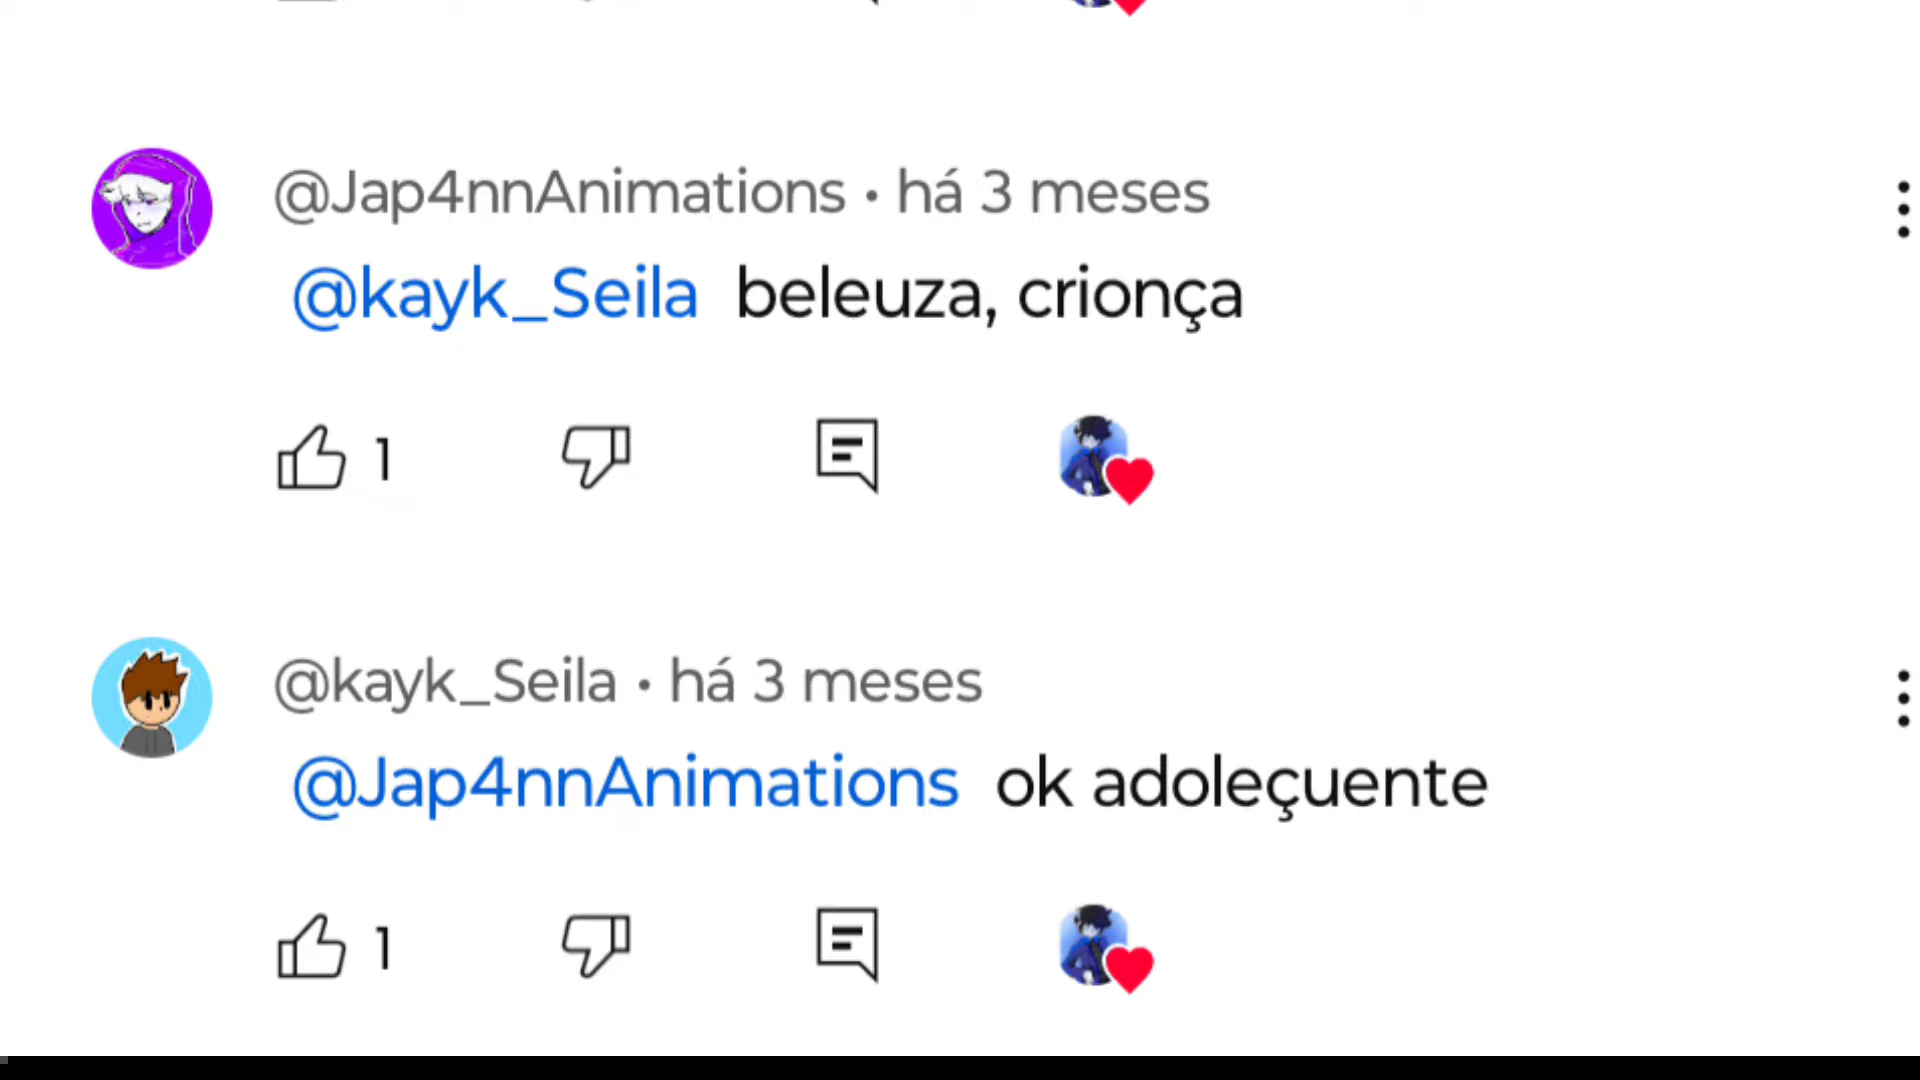 @Jap4nnAnimations • há 3 meses
@kayk_Seila beleuza, crionça
1
@kayk_Seila • há 3 meses
@Jap4nnAnimations ok adoleçuente
1